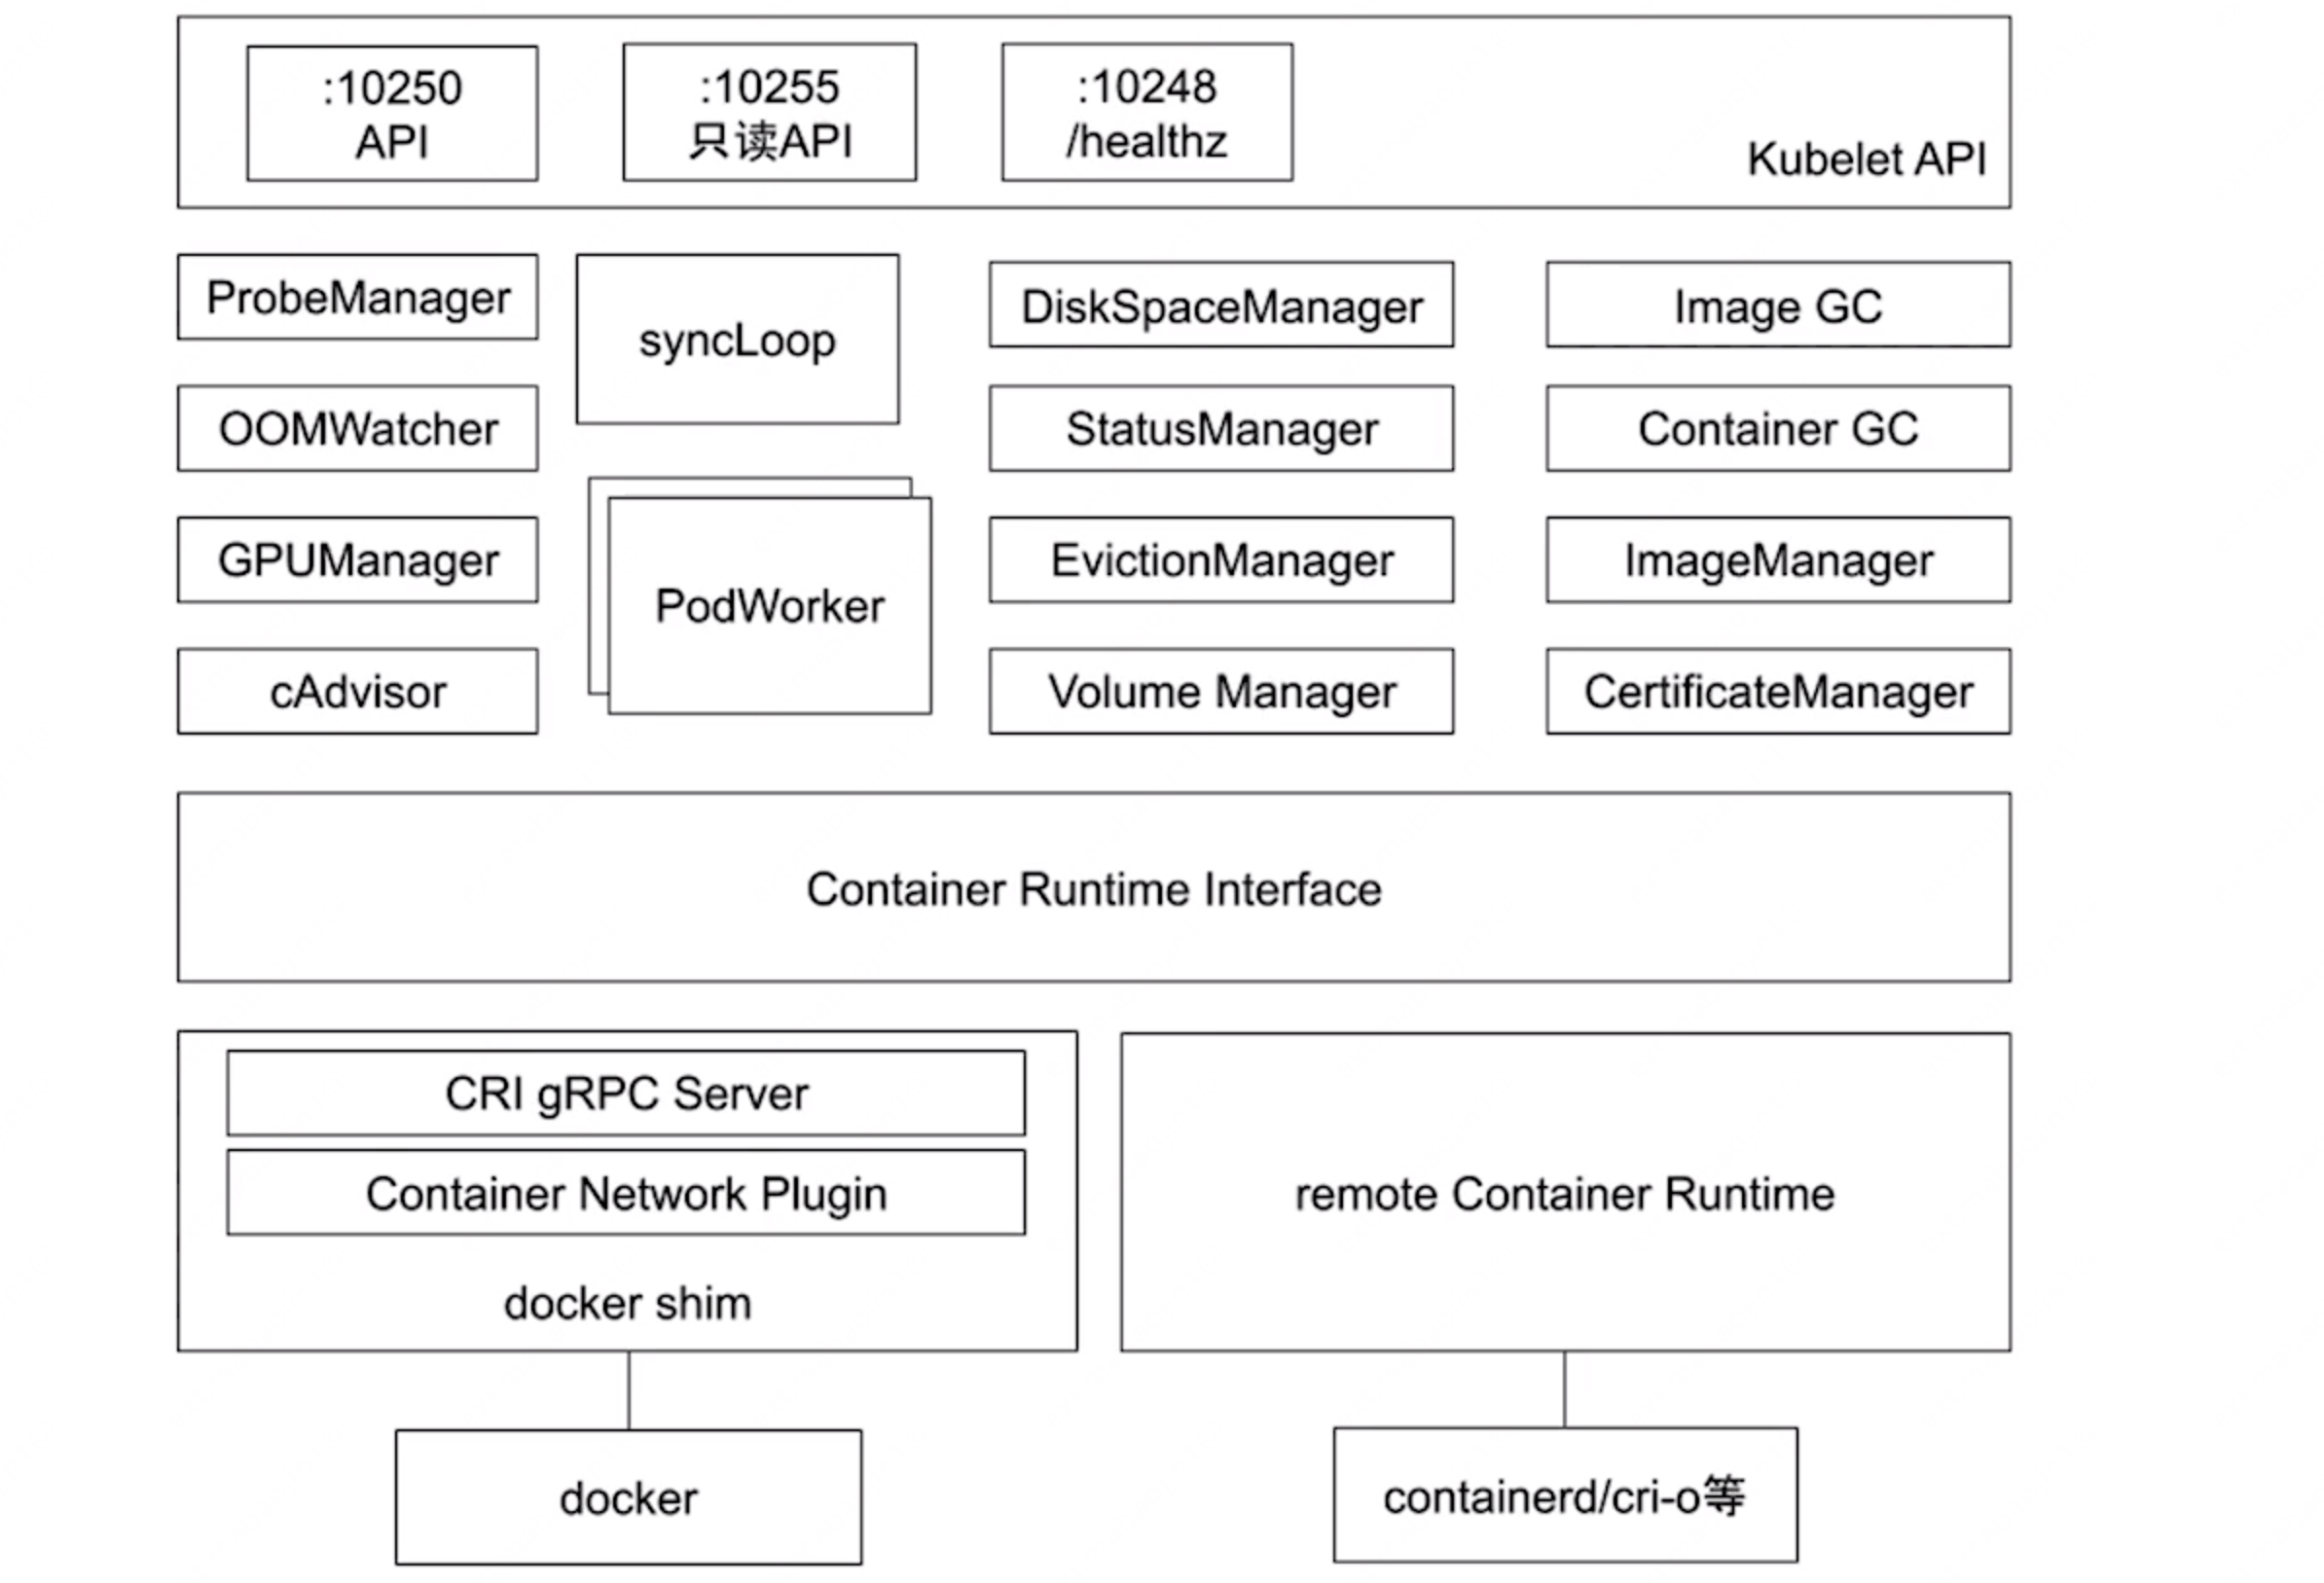 :10250
API
:10255
只读API
:10248
/healthz
Kubelet API
ProbeManager
syncLoop
DiskSpaceManager
Image GC
OOMWatcher
StatusManager
Container GC
GPUManager
PodWorker
EvictionManager
ImageManager
cAdvisor
Volume Manager
CertificateManager
Container Runtime Interface
CRI gRPC Server
Container Network Plugin
docker shim
remote Container Runtime
docker
containerd/cri-o等